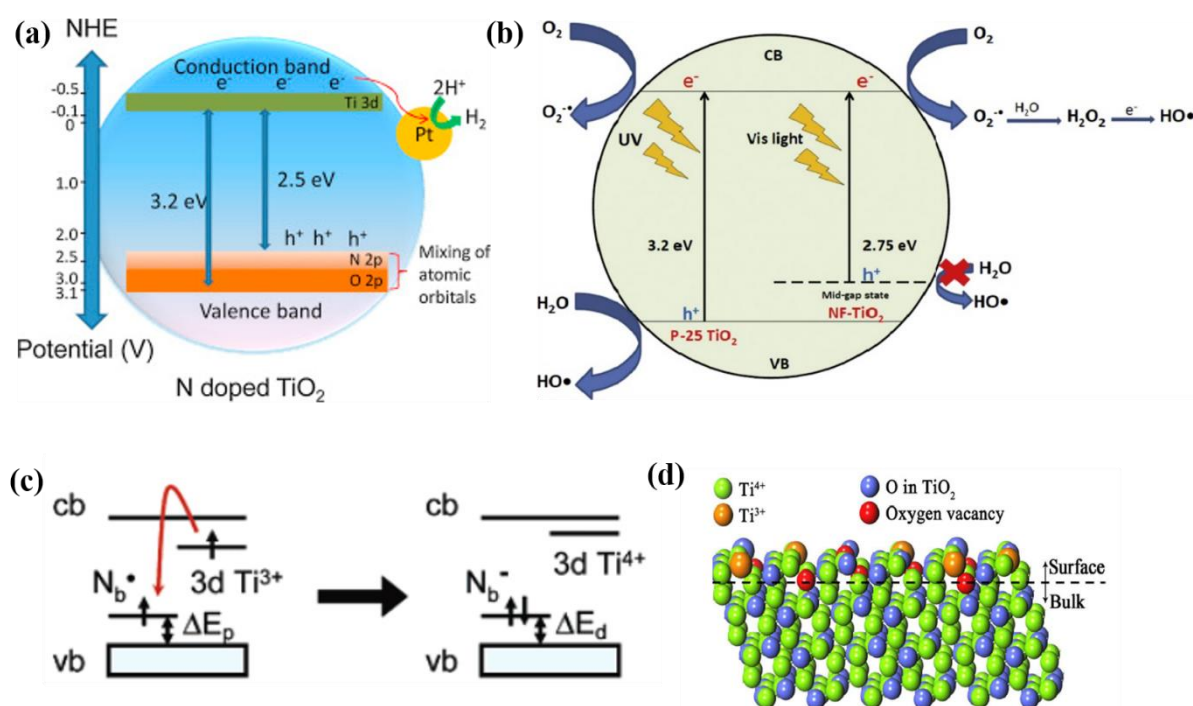 (a)
NHE
-0.5
-0.1
0
1.0
2.0
2.5
3.0
3.1
Potential (V)
Conduction band
e⁻ e⁻ e⁻
Ti 3d
2H⁺
H₂
Pt
3.2 eV
2.5 eV
h⁺ h⁺ h⁺
N 2p
O 2p
Mixing of
atomic
orbitals
Valence band
N doped TiO₂
(b)
O₂
O₂⁻•
CB
e⁻
e⁻
UV
Vis light
3.2 eV
2.75 eV
h⁺
h⁺
Mid-gap state
NF-TiO₂
P-25 TiO₂
VB
H₂O
HO•
O₂
O₂⁻• H₂O H₂O₂ e⁻ HO•
H₂O
HO•
(c)
cb
3d Ti³⁺
N_b•
ΔE_p
vb
cb
3d Ti⁴⁺
N_b⁻
ΔE_d
vb
(d)
Ti⁴⁺ O in TiO₂
Ti³⁺ Oxygen vacancy
Surface
Bulk